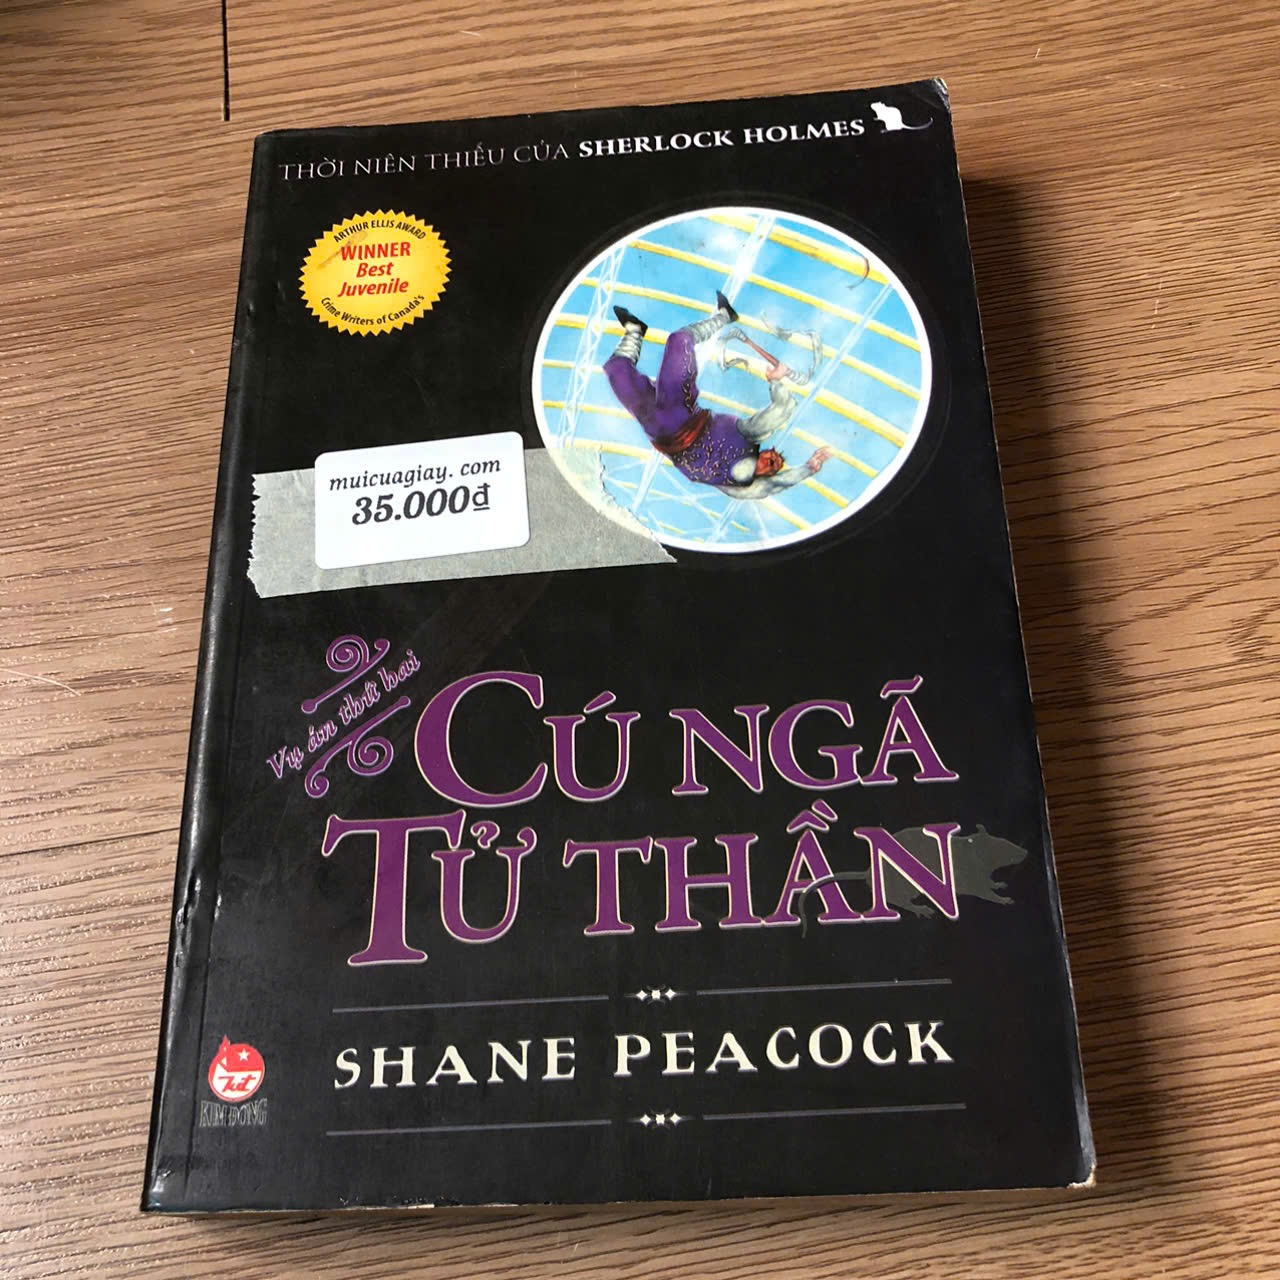 THỜI NIÊN THIẾU CỦA SHERLOCK HOLMES
ARTHUR ELLIS AWARD
WINNER
Best
Juvenile
Crime Writers of Canada's
muicuagiay. com
35.000₫
Vụ án thứ hai
CÚ NGÃ
TỬ THẦN
SHANE PEACOCK
KIM ĐỒNG